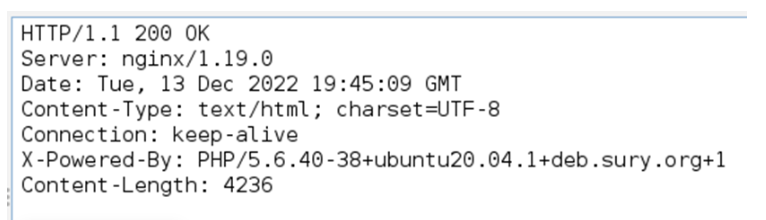 HTTP/1.1 200 OK
Server: nginx/1.19.0
Date: Tue, 13 Dec 2022 19:45:09 GMT
Content-Type: text/html; charset=UTF-8
Connection: keep-alive
X-Powered-By: PHP/5.6.40-38+ubuntu20.04.1+deb.sury.org+1
Content-Length: 4236